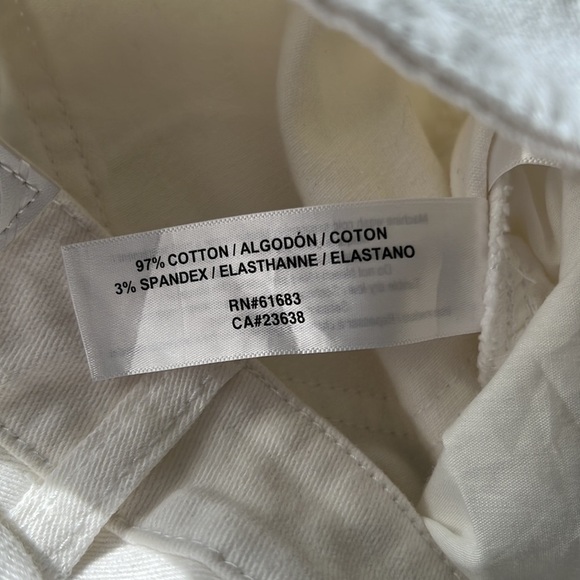 97% COTTON / ALGODÓN / COTON
3% SPANDEX / ELASTHANNE / ELASTANO
RN#61683
CA#23638